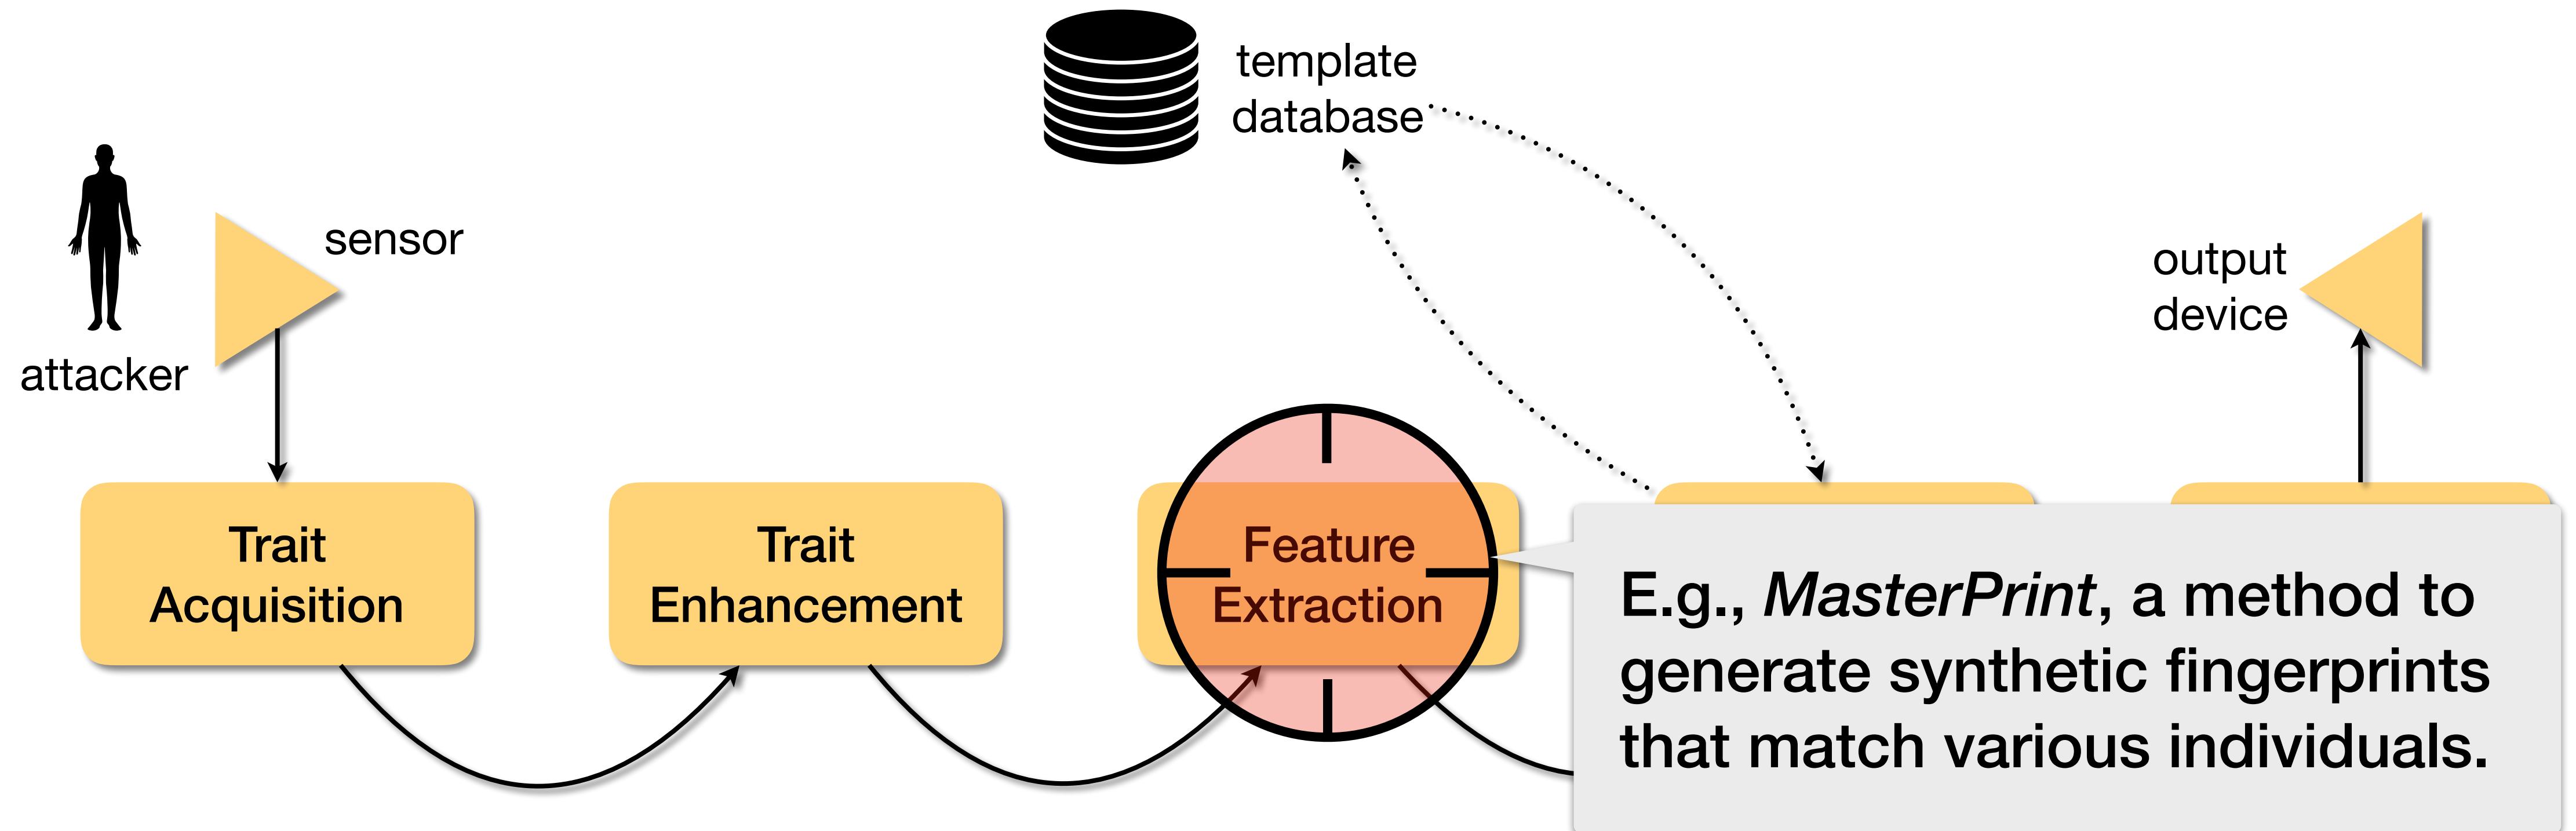 template
database
attacker
sensor
output
device
Trait
Acquisition
Trait
Enhancement
Feature
Extraction
E.g., MasterPrint, a method to
generate synthetic fingerprints
that match various individuals.